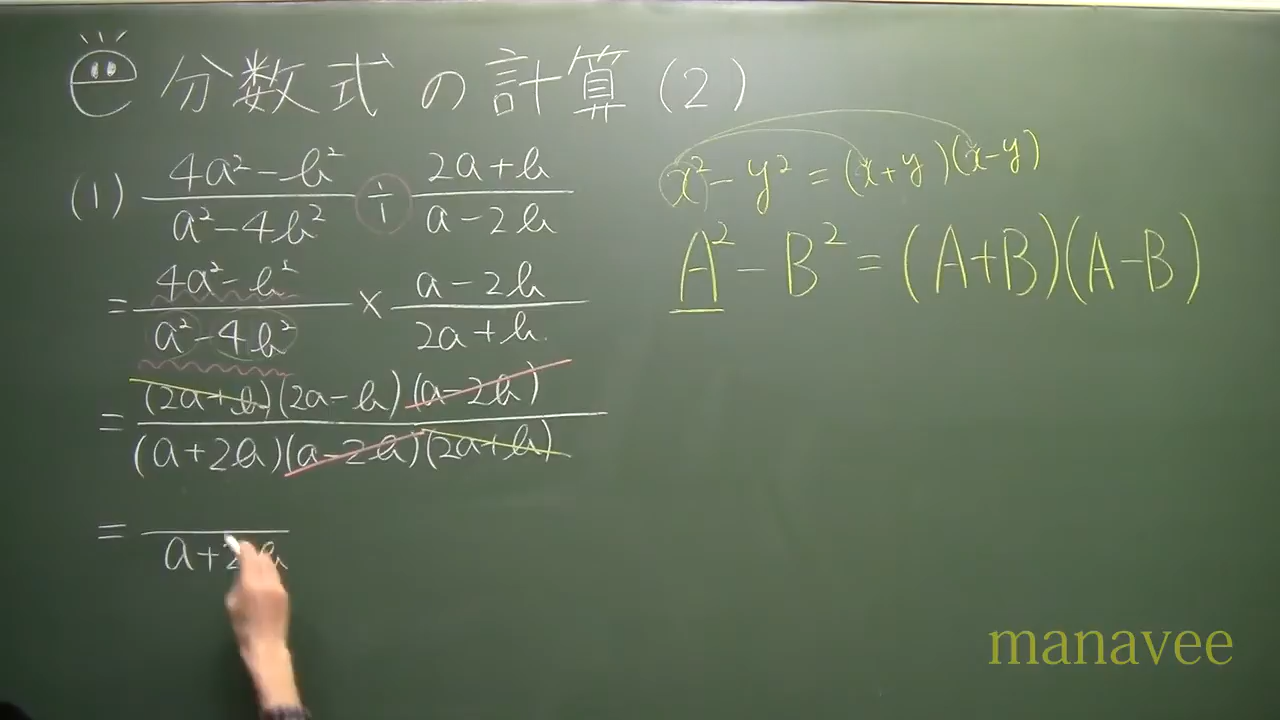 分数式の計算(2)
(1) (4a²-b²)/(a²-4b²) ÷ (2a+b)/(a-2b)
= (4a²-b²)/(a²-4b²) × (a-2b)/(2a+b)
= (2a+b)(2a-b)(a-2b)/(a+2b)(a-2b)(2a+b)
= /a+2b
x²-y²=(x+y)(x-y)
A²-B²=(A+B)(A-B)
manavee